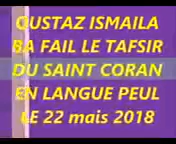 OUSTAZ ISMAILA
BA FAIL LE TAFSIR
DU SAINT CORAN
EN LANGUE PEUL
LE 22 mais 2018